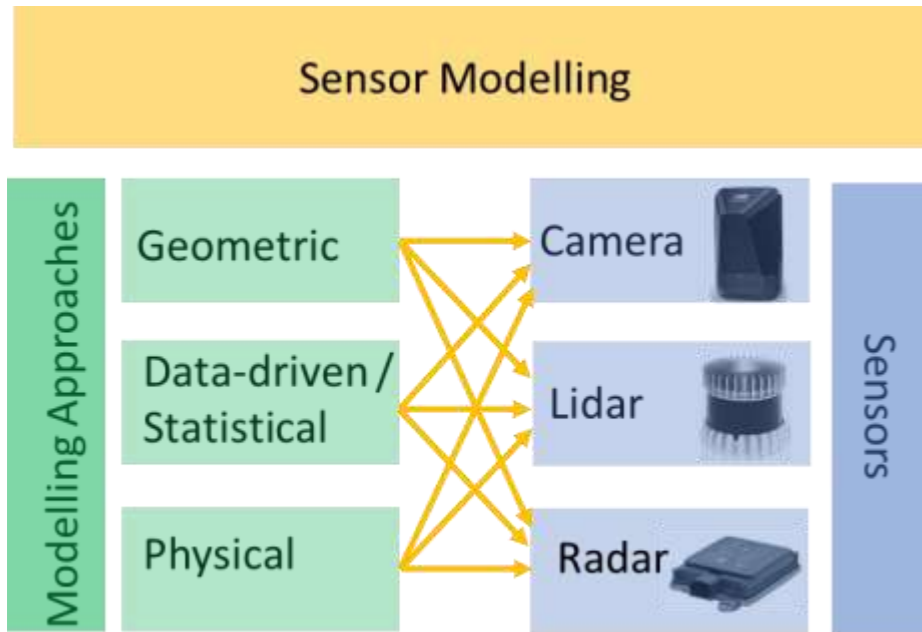 Sensor Modelling
Modelling Approaches
Geometric
Data-driven /
Statistical
Physical
Camera
Lidar
Radar
Sensors